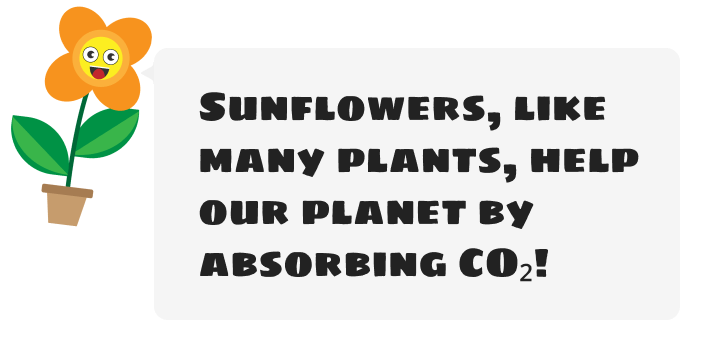 Sunflowers, like
many plants, help
our planet by
absorbing CO₂!